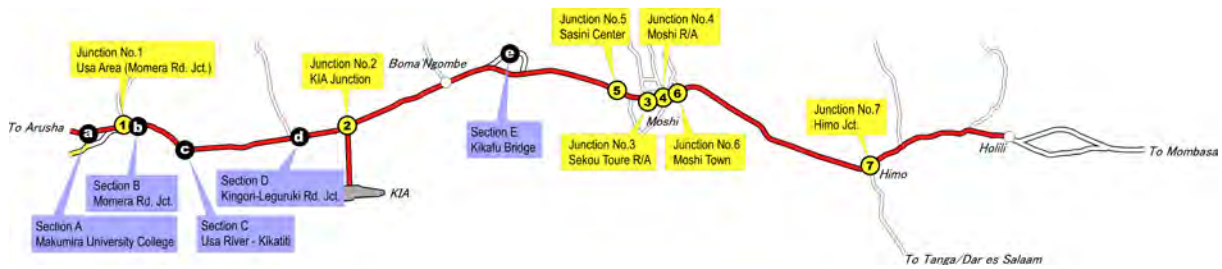 Junction No.5
Sasini Center
Junction No.4
Moshi R/A
Junction No.1
Usa Area (Momera Rd. Jct.)
Junction No.2
KIA Junction
Boma Ngombe
e
5
3
4
6
Moshi
Junction No.7
Himo Jct.
To Arusha
a
1
b
c
d
2
Section E
Kikafu Bridge
Junction No.3
Sekou Toure R/A
Junction No.6
Moshi Town
7
Himo
Holili
To Mombasa
Section B
Momera Rd. Jct.
Section D
Kingori-Leguruki Rd. Jct.
KIA
Section A
Makumira University College
Section C
Usa River - Kikatiti
To Tanga/Dar es Salaam